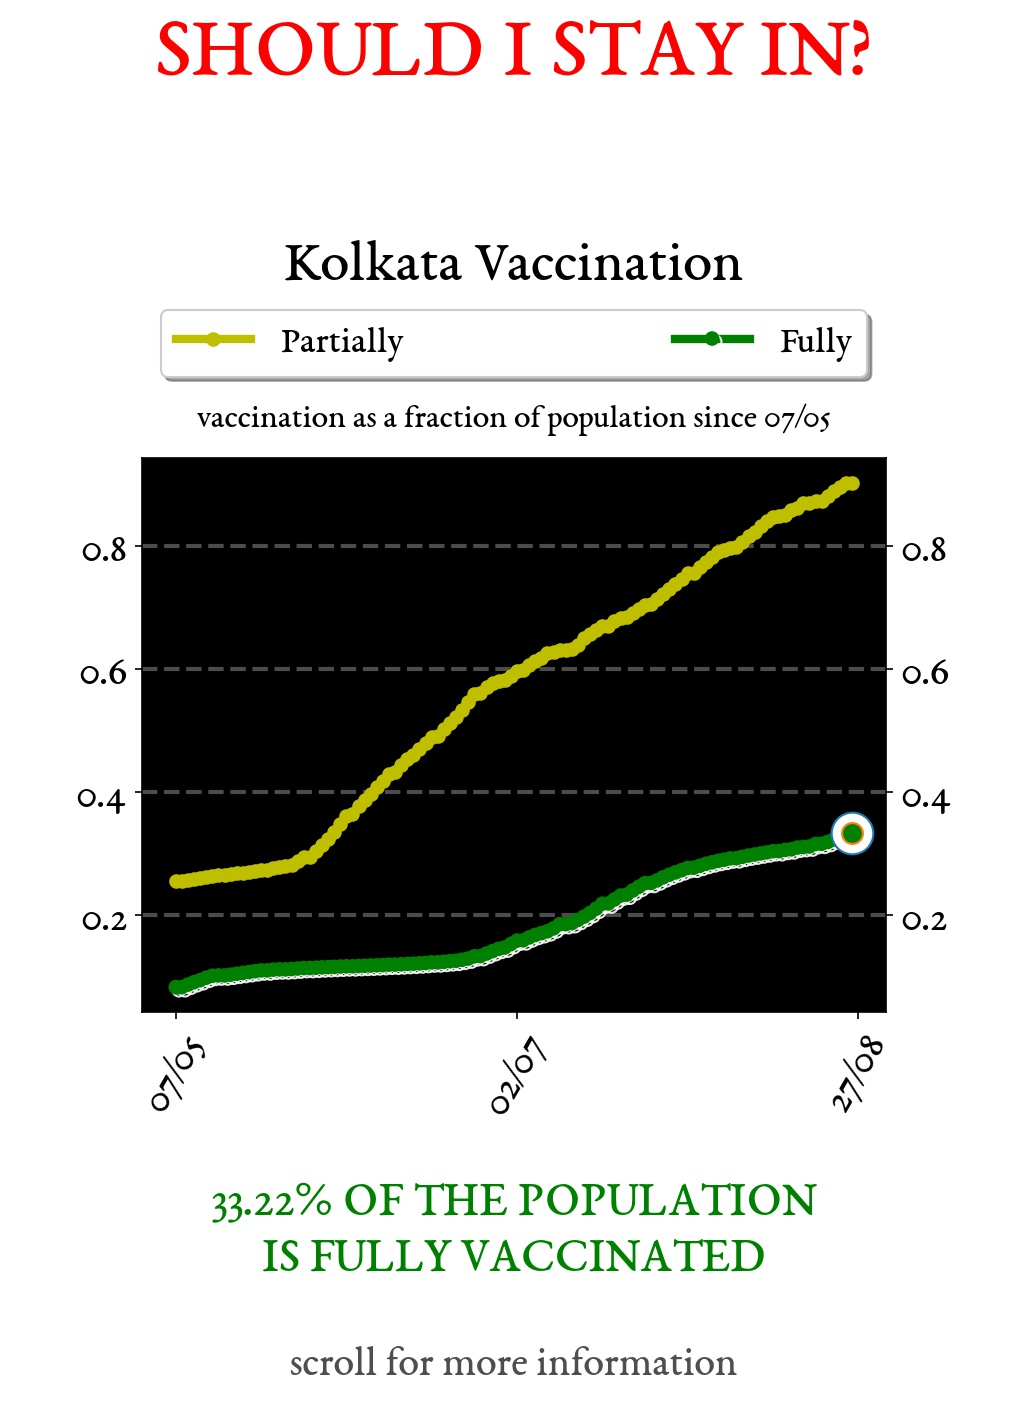 SHOULD I STAY IN?
Kolkata Vaccination
Partially Fully
vaccination as a fraction of population since 07/05
0.8 0.8
0.6 0.6
0.4 0.4
0.2 0.2
07/05 02/07 27/08
33.22% OF THE POPULATION
IS FULLY VACCINATED
scroll for more information